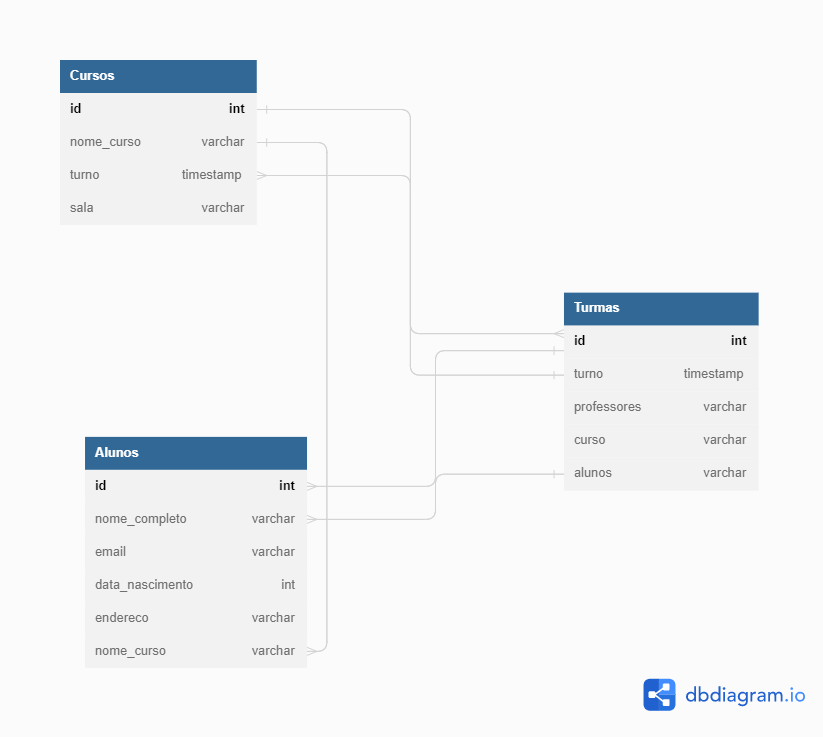 Cursos
id int
nome_curso varchar
turno timestamp
sala varchar
Turmas
id int
turno timestamp
professores varchar
curso varchar
alunos varchar
Alunos
id int
nome_completo varchar
email varchar
data_nascimento int
endereco varchar
nome_curso varchar
dbdiagram.io